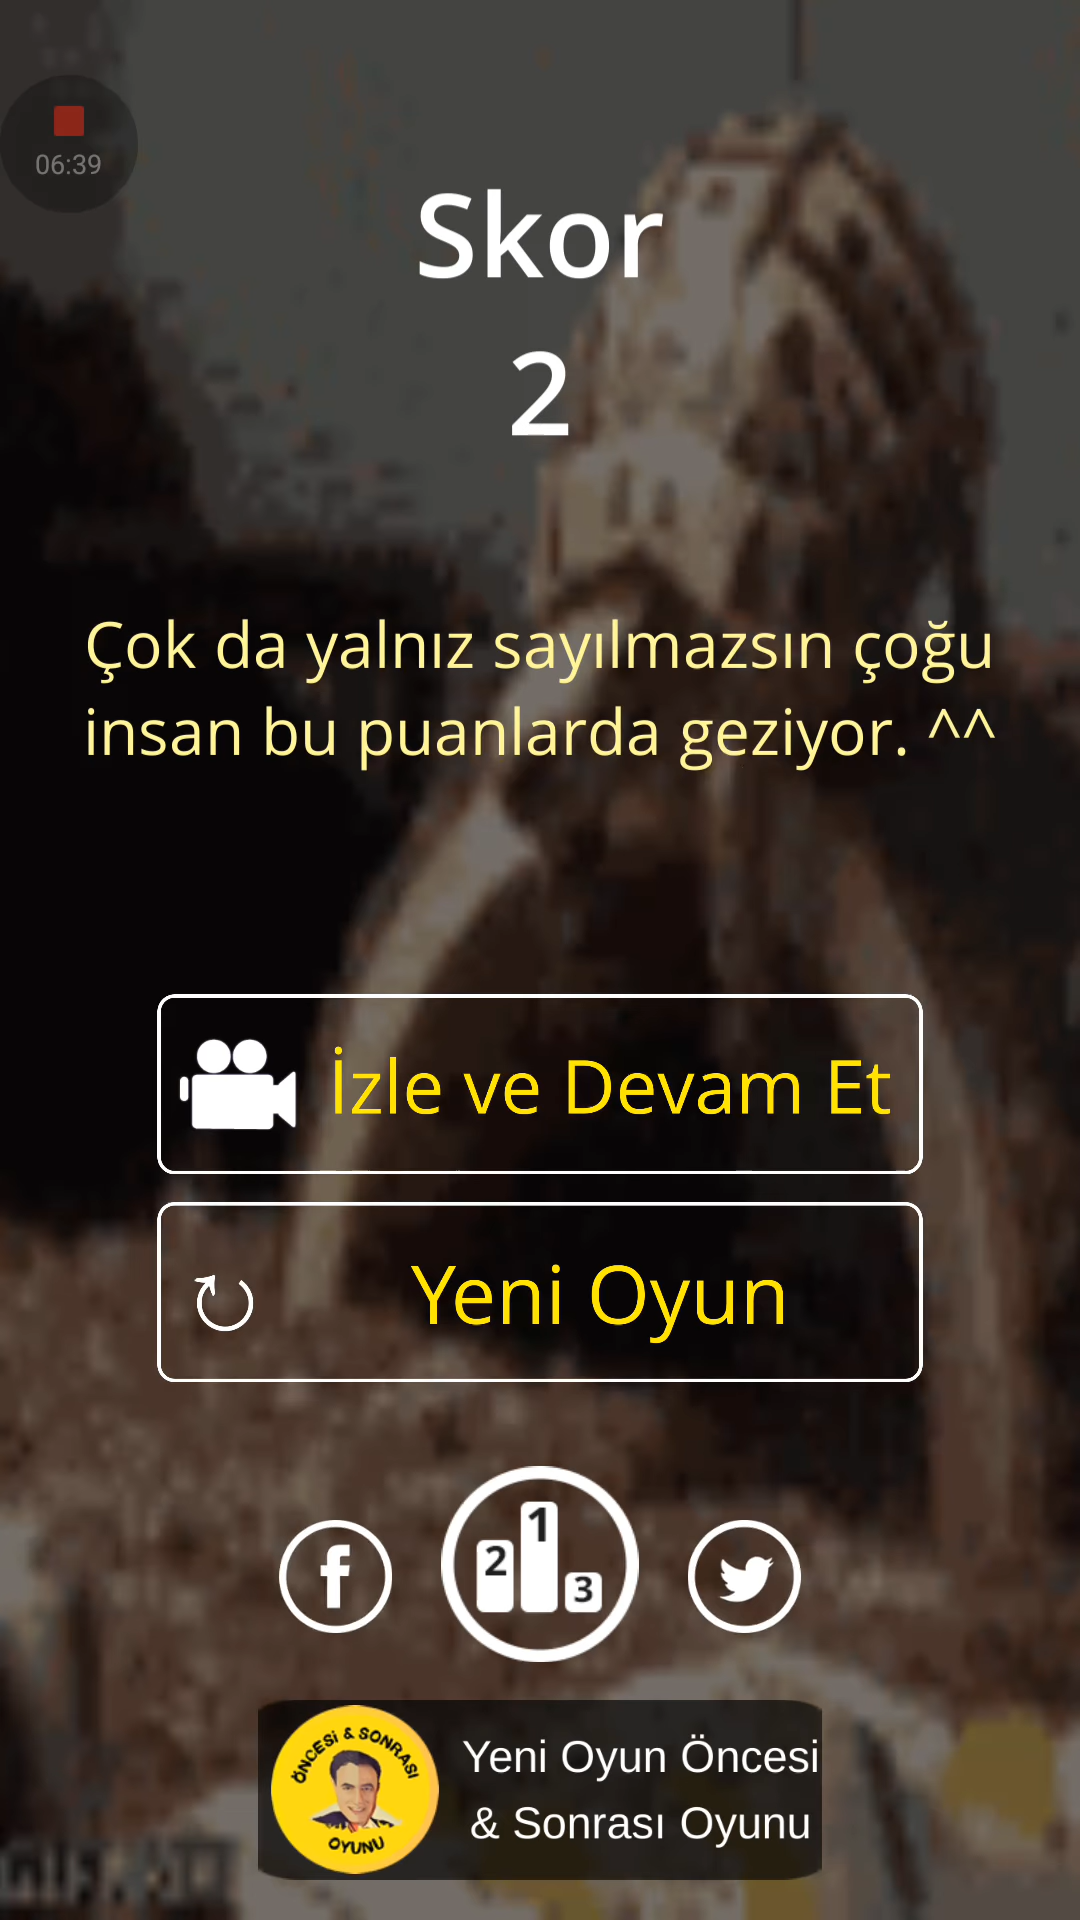 06:39
Skor
2
Çok da yalnız sayılmazsın çoğu
insan bu puanlarda geziyor. ^^
İzle ve Devam Et
Yeni Oyun
1
2
3
ÖNCESİ & SONRASI
OYUNU
Yeni Oyun Öncesi
& Sonrası Oyunu